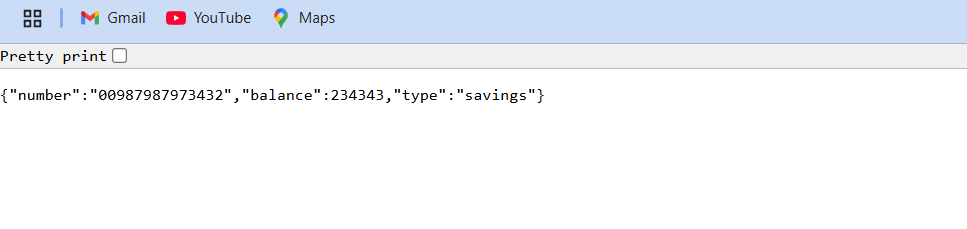 Gmail YouTube Maps
Pretty print
{"number":"00987987973432","balance":234343,"type":"savings"}